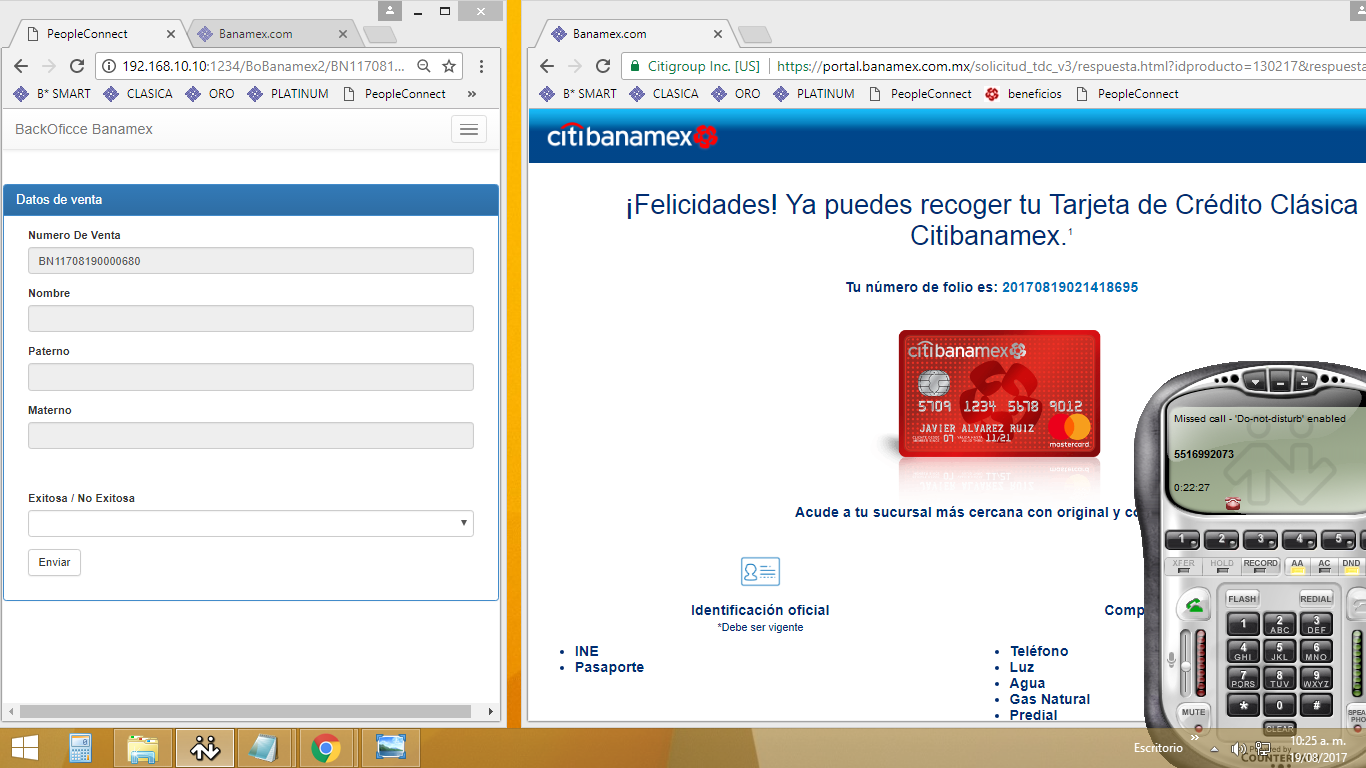 PeopleConnect
Banamex.com
192.168.10.10:1234/BoBanamex2/BN117081...
B* SMART
CLASICA
ORO
PLATINUM
PeopleConnect
»
BackOficce Banamex
Datos de venta
Numero De Venta
BN11708190000680
Nombre
Paterno
Materno
Exitosa / No Exitosa
Enviar
Banamex.com
Citigroup Inc. [US]
https://portal.banamex.com.mx/solicitud_tdc_v3/respuesta.html?idproducto=130217&respuesta
B* SMART
CLASICA
ORO
PLATINUM
PeopleConnect
beneficios
PeopleConnect
citibanamex
¡Felicidades! Ya puedes recoger tu Tarjeta de Crédito Clásica
Citibanamex.1
Tu número de folio es: 20170819021418695
citibanamex
5709 1234 5678 9012
07
11/21
JAVIER ALVAREZ RUIZ
mastercard
Acude a tu sucursal más cercana con original y co
Identificación oficial
*Debe ser vigente
• INE
• Pasaporte
Comp
• Teléfono
• Luz
• Agua
• Gas Natural
• Predial
Missed call - 'Do-not-disturb' enabled
5516992073
0:22:27
1 2 3 4 5
XFER HOLD RECORD AA AC DND
FLASH REDIAL
1 2 ABC 3 DEF
4 GHI 5 JKL 6 MNO
7 PQRS 8 TUV 9 WXYZ
* 0 #
MUTE
CLEAR
SPEA
PHO
Powered by
COUNTER
Escritorio
»
10:25 a. m.
19/08/2017